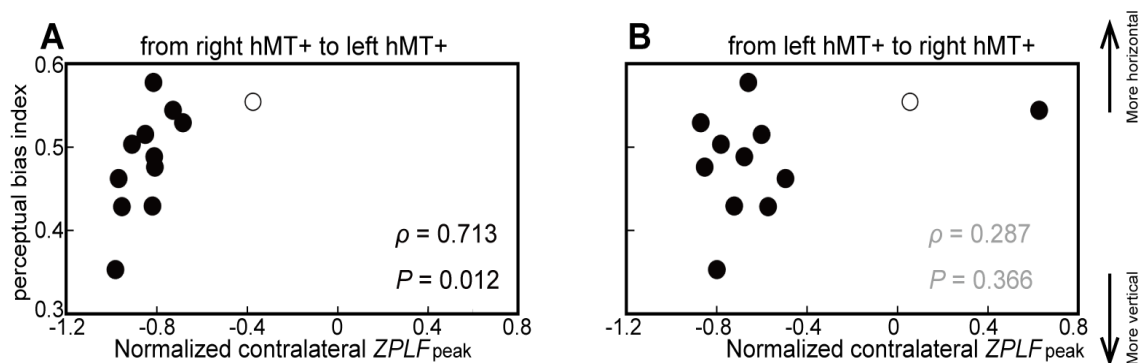 A
from right hMT+ to left hMT+
perceptual bias index
0.6
0.5
0.4
0.3
ρ = 0.713
P = 0.012
-1.2 -0.8 -0.4 0 0.4 0.8
Normalized contralateral ZPLFpeak
B
from left hMT+ to right hMT+
ρ = 0.287
P = 0.366
-1.2 -0.8 -0.4 0 0.4 0.8
Normalized contralateral ZPLFpeak
More horizontal
More vertical